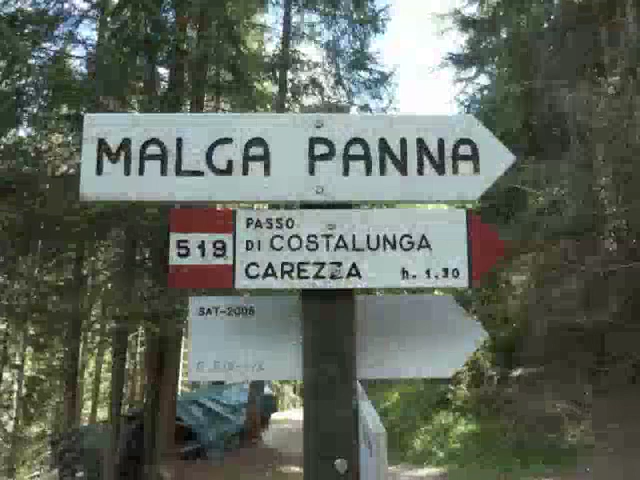 MALGA PANNA
519
PASSO
DI COSTALUNGA
CAREZZA h. 1.30
SAT-2006